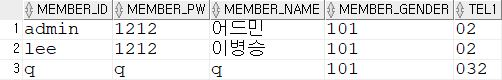 MEMBER_ID MEMBER_PW MEMBER_NAME MEMBER_GENDER TEL1
1 admin 1212 어드민 101 02
2 lee 1212 이병승 101 02
3 q q q 101 032